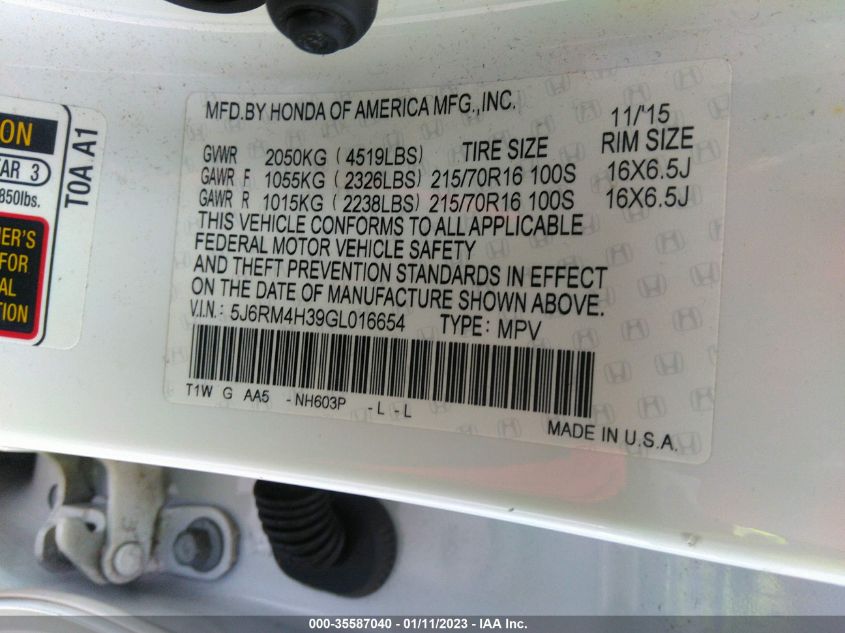 ON
EAR 3
850lbs.
NER'S
FOR
AL
TION
T0A A1
MFD.BY HONDA OF AMERICA MFG.,INC. 11/'15
GVWR 2050KG (4519LBS) TIRE SIZE RIM SIZE
GAWR F 1055KG (2326LBS) 215/70R16 100S 16X6.5J
GAWR R 1015KG (2238LBS) 215/70R16 100S 16X6.5J
THIS VEHICLE CONFORMS TO ALL APPLICABLE
FEDERAL MOTOR VEHICLE SAFETY
AND THEFT PREVENTION STANDARDS IN EFFECT
ON THE DATE OF MANUFACTURE SHOWN ABOVE.
V.I.N.: 5J6RM4H39GL016654 TYPE: MPV
T1W G AA5 -NH603P -L -L
MADE IN U.S.A.
000-35587040 - 01/11/2023 - IAA Inc.